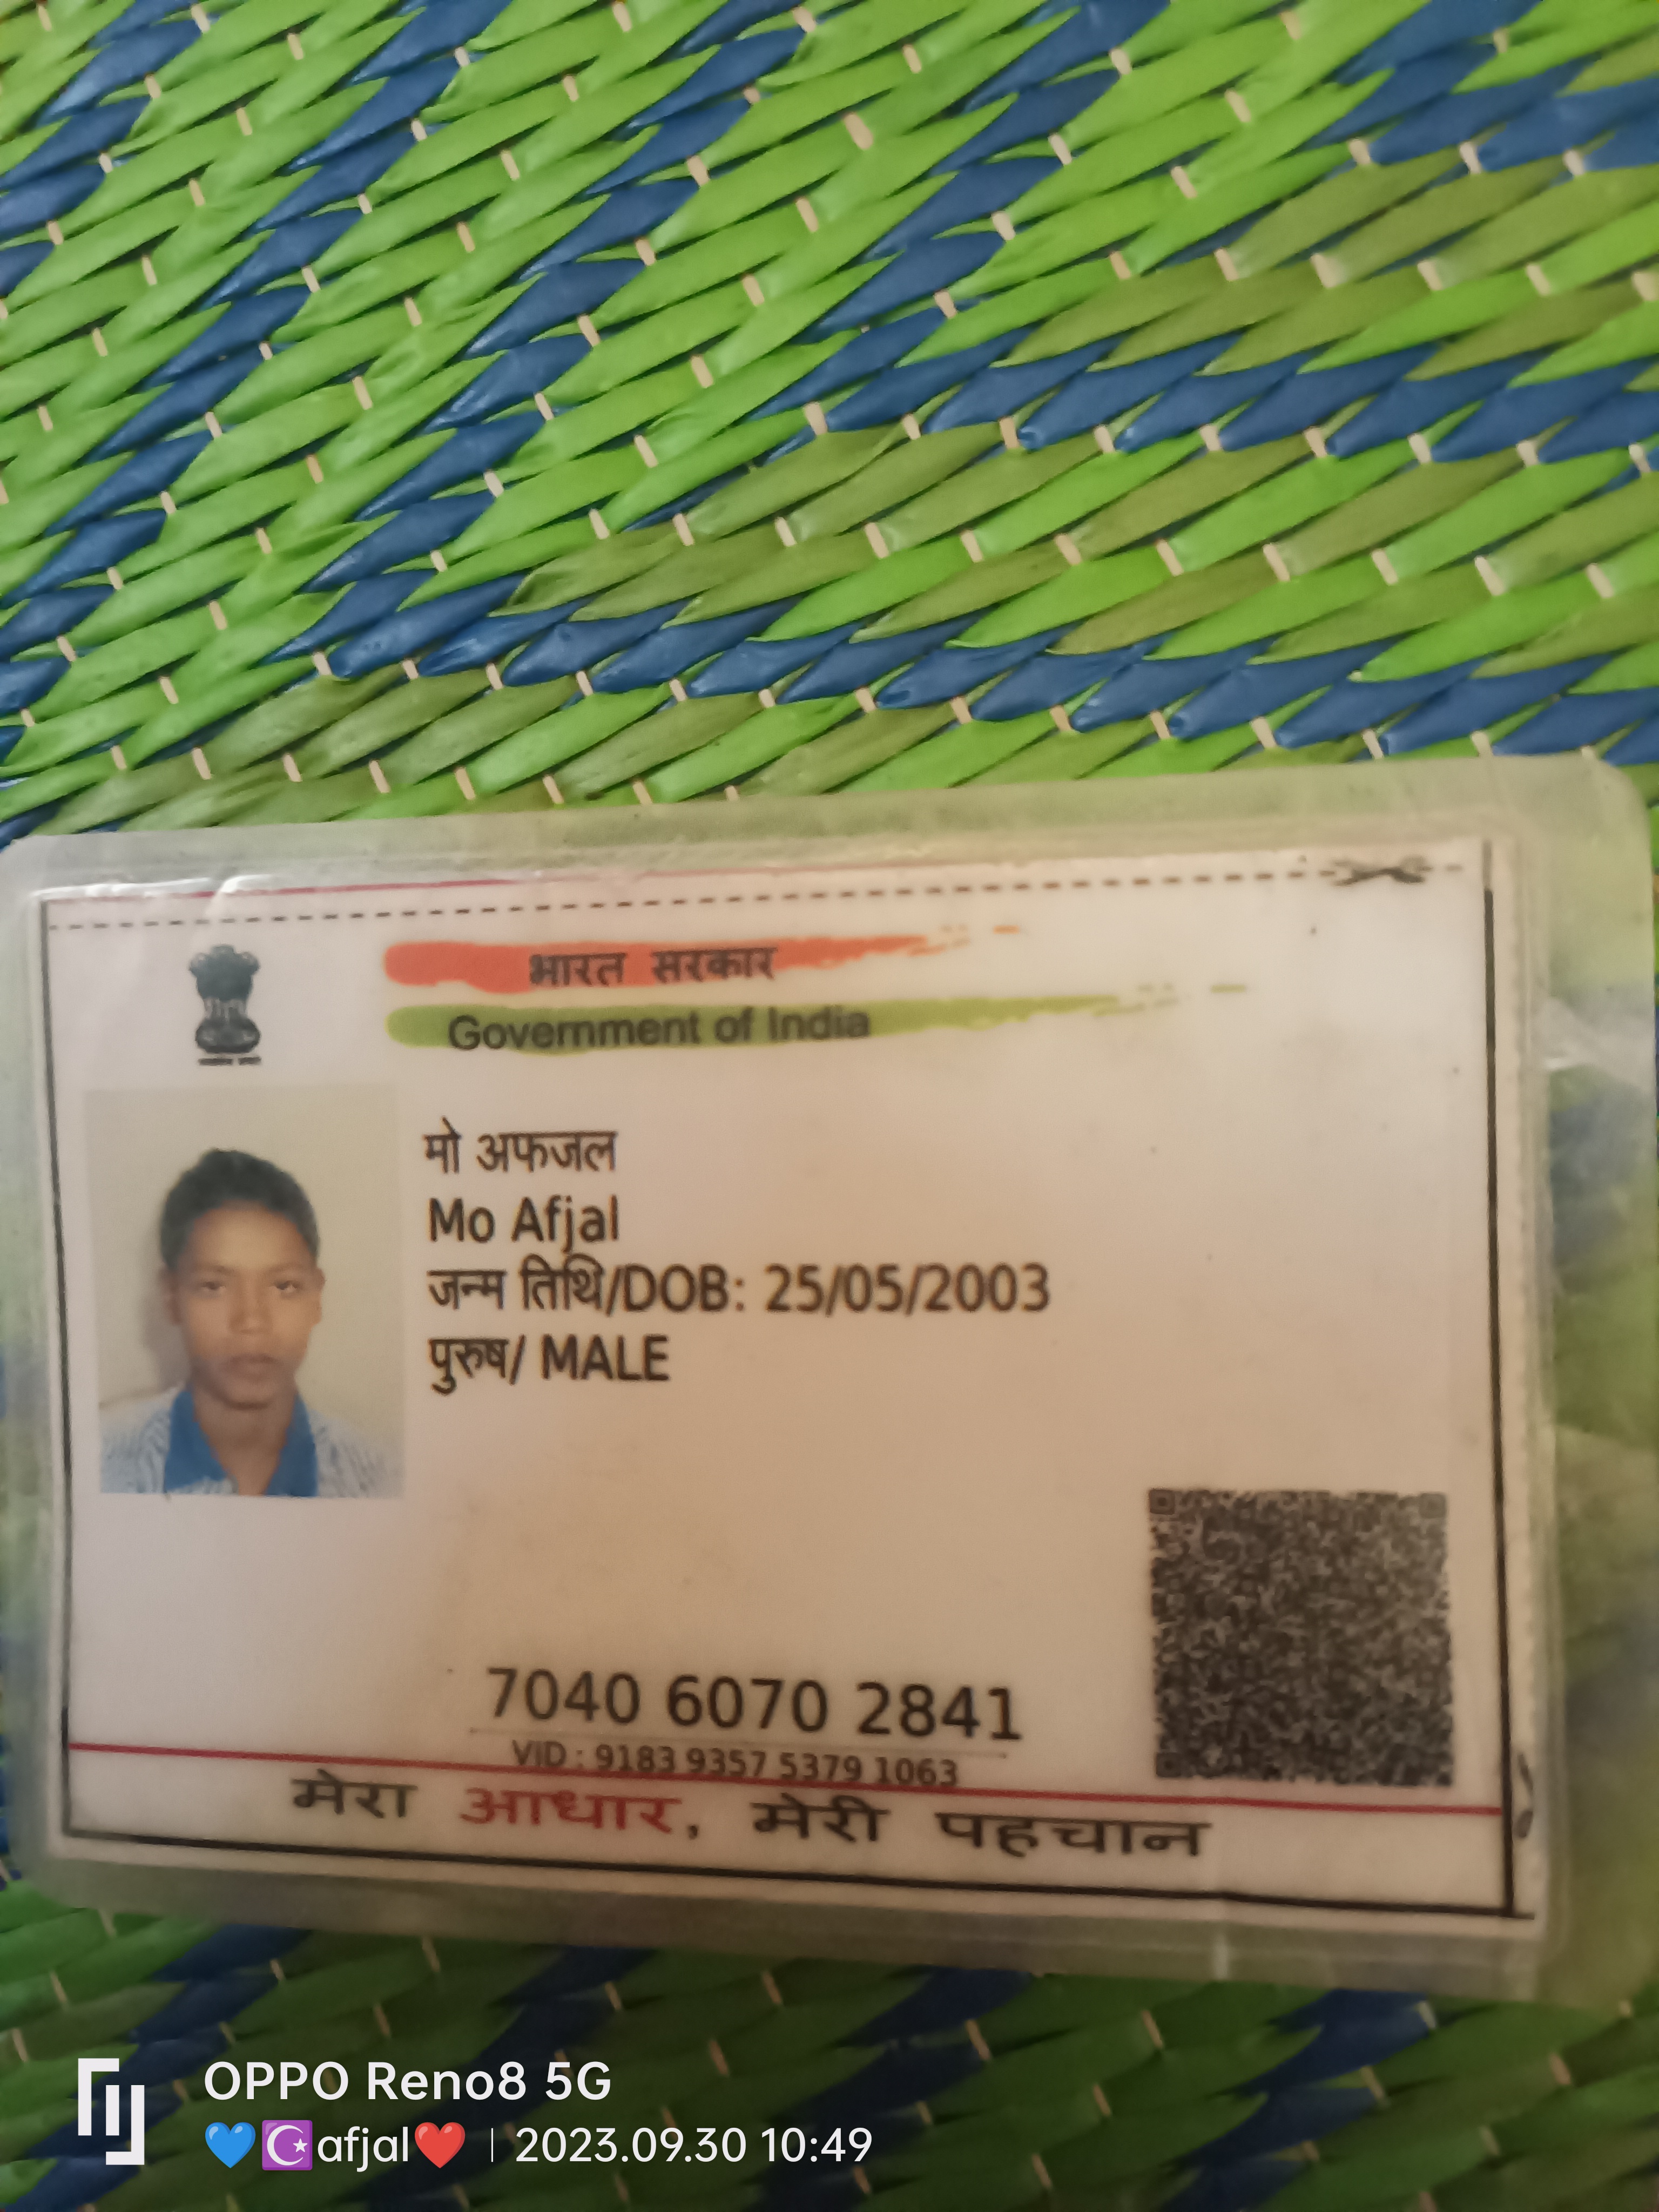 भारत सरकार
Government of India
मो अफजल
Mo Afjal
जन्म तिथि/DOB: 25/05/2003
पुरुष/ MALE
7040 6070 2841
VID : 9183 9357 5379 1063
मेरा आधार, मेरी पहचान
OPPO Reno8 5G
💙☪️afjal❤️ | 2023.09.30 10:49